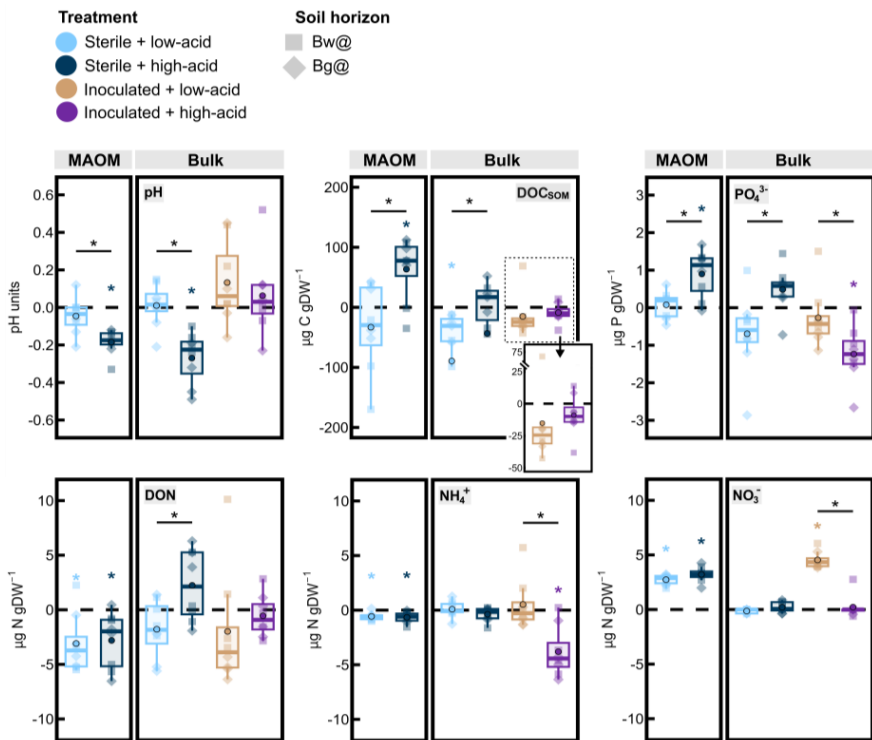 Treatment
Soil horizon
Sterile + low-acid
Bw@
Sterile + high-acid
Bg@
Inoculated + low-acid
Inoculated + high-acid
MAOM
Bulk
MAOM
Bulk
MAOM
Bulk
pH units
0.6
0.4
0.2
0.0
-0.2
-0.4
-0.6
*
*
pH
*
*
µg C gDW⁻¹
200
100
0
-100
-200
*
*
DOCSOM
*
*
75
25
0
-25
-50
µg P gDW⁻¹
3
2
1
0
-1
-2
-3
*
*
PO₄³⁻
*
*
*
µg N gDW⁻¹
10
5
0
-5
-10
*
*
DON
*
µg N gDW⁻¹
10
5
0
-5
-10
*
*
NH₄⁺
*
*
µg N gDW⁻¹
10
5
0
-5
-10
*
*
NO₃⁻
*
*